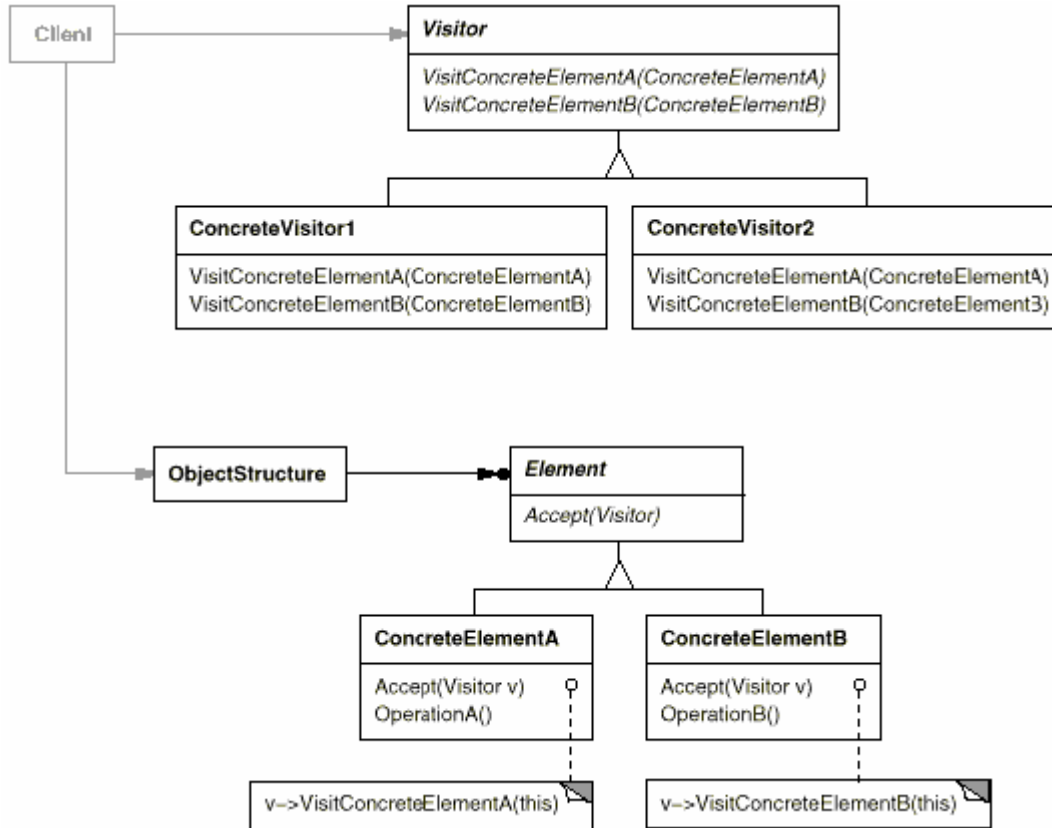 Client
Visitor
VisitConcreteElementA(ConcreteElementA)
VisitConcreteElementB(ConcreteElementB)
ConcreteVisitor1
VisitConcreteElementA(ConcreteElementA)
VisitConcreteElementB(ConcreteElementB)
ConcreteVisitor2
VisitConcreteElementA(ConcreteElementA)
VisitConcreteElementB(ConcreteElementB)
ObjectStructure
Element
Accept(Visitor)
ConcreteElementA
Accept(Visitor v)
OperationA()
ConcreteElementB
Accept(Visitor v)
OperationB()
v->VisitConcreteElementA(this)
v->VisitConcreteElementB(this)